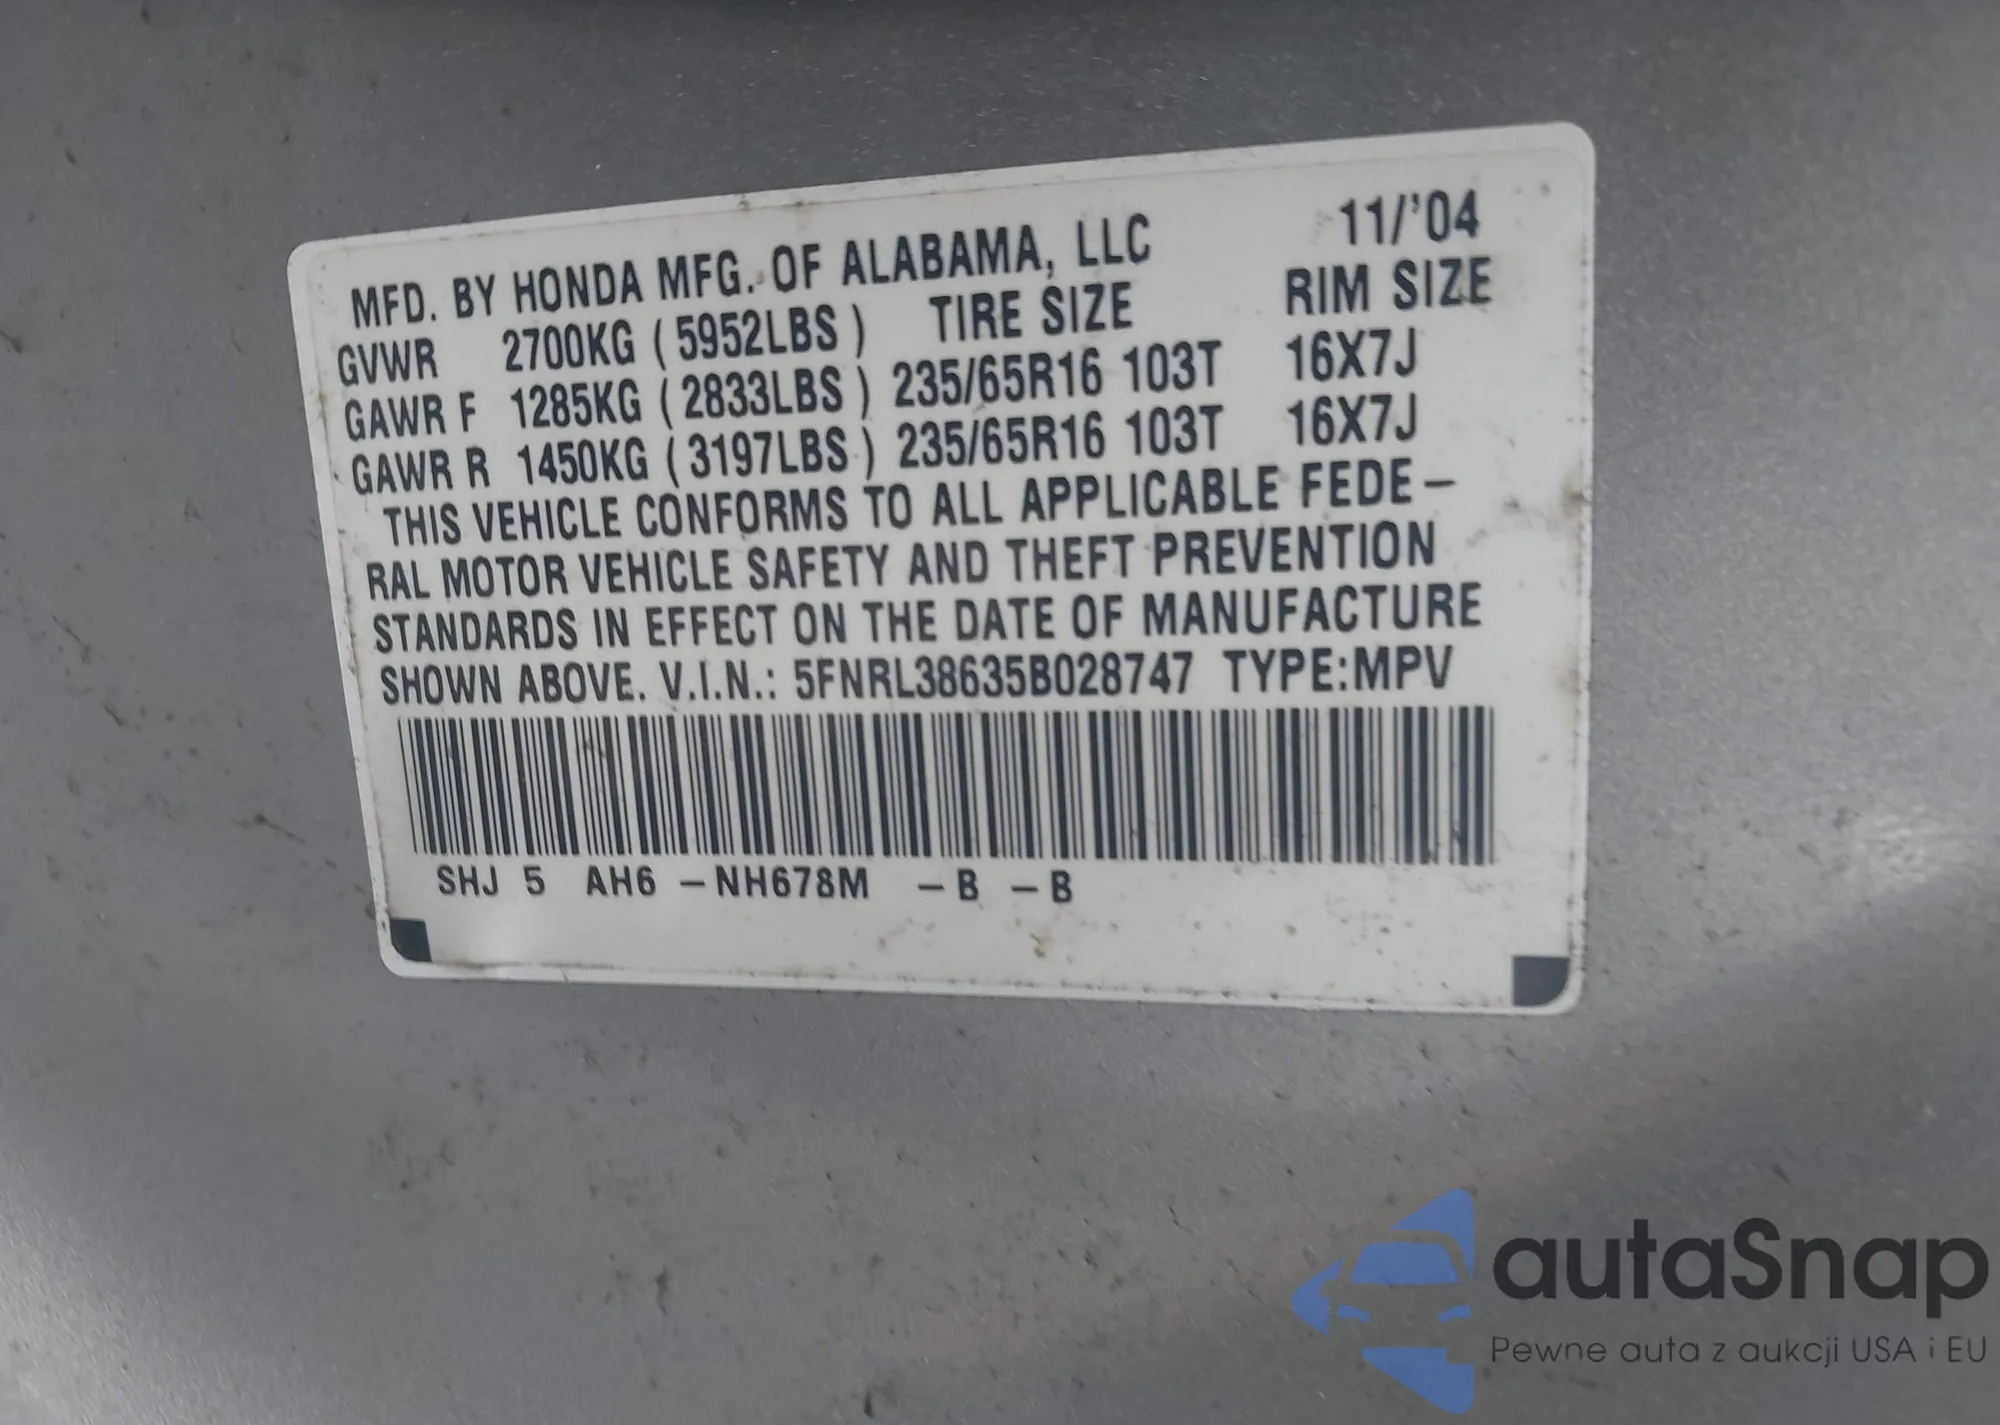 MFD. BY HONDA MFG. OF ALABAMA, LLC 11/'04
GVWR 2700KG (5952LBS) TIRE SIZE RIM SIZE
GAWR F 1285KG (2833LBS) 235/65R16 103T 16X7J
GAWR R 1450KG (3197LBS) 235/65R16 103T 16X7J
THIS VEHICLE CONFORMS TO ALL APPLICABLE FEDE-
RAL MOTOR VEHICLE SAFETY AND THEFT PREVENTION
STANDARDS IN EFFECT ON THE DATE OF MANUFACTURE
SHOWN ABOVE. V.I.N.: 5FNRL38635B028747 TYPE:MPV
SHJ 5 AH6 -NH678M -B -B
autaSnap
Pewne auta z aukcji USA i EU